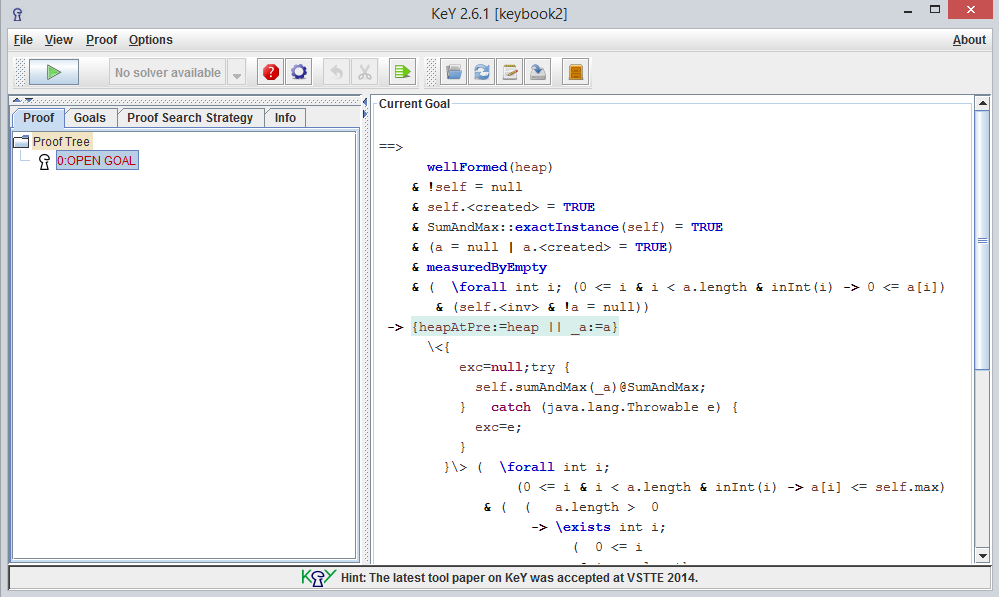 KeY 2.6.1 [keybook2]
File View Proof Options About
No solver available
Proof Goals Proof Search Strategy Info
Proof Tree
0:OPEN GOAL
Current Goal
==>
wellFormed(heap)
& !self = null
& self.<created> = TRUE
& SumAndMax::exactInstance(self) = TRUE
& (a = null | a.<created> = TRUE)
& measuredByEmpty
& ( \forall int i; (0 <= i & i < a.length & inInt(i) -> 0 <= a[i])
& (self.<inv> & !a = null))
-> {heapAtPre:=heap || _a:=a}
\<{
exc=null;try {
self.sumAndMax(_a)@SumAndMax;
} catch (java.lang.Throwable e) {
exc=e;
}
}\> ( \forall int i;
(0 <= i & i < a.length & inInt(i) -> a[i] <= self.max)
& ( ( a.length > 0
-> \exists int i;
( 0 <= i
KeY Hint: The latest tool paper on KeY was accepted at VSTTE 2014.